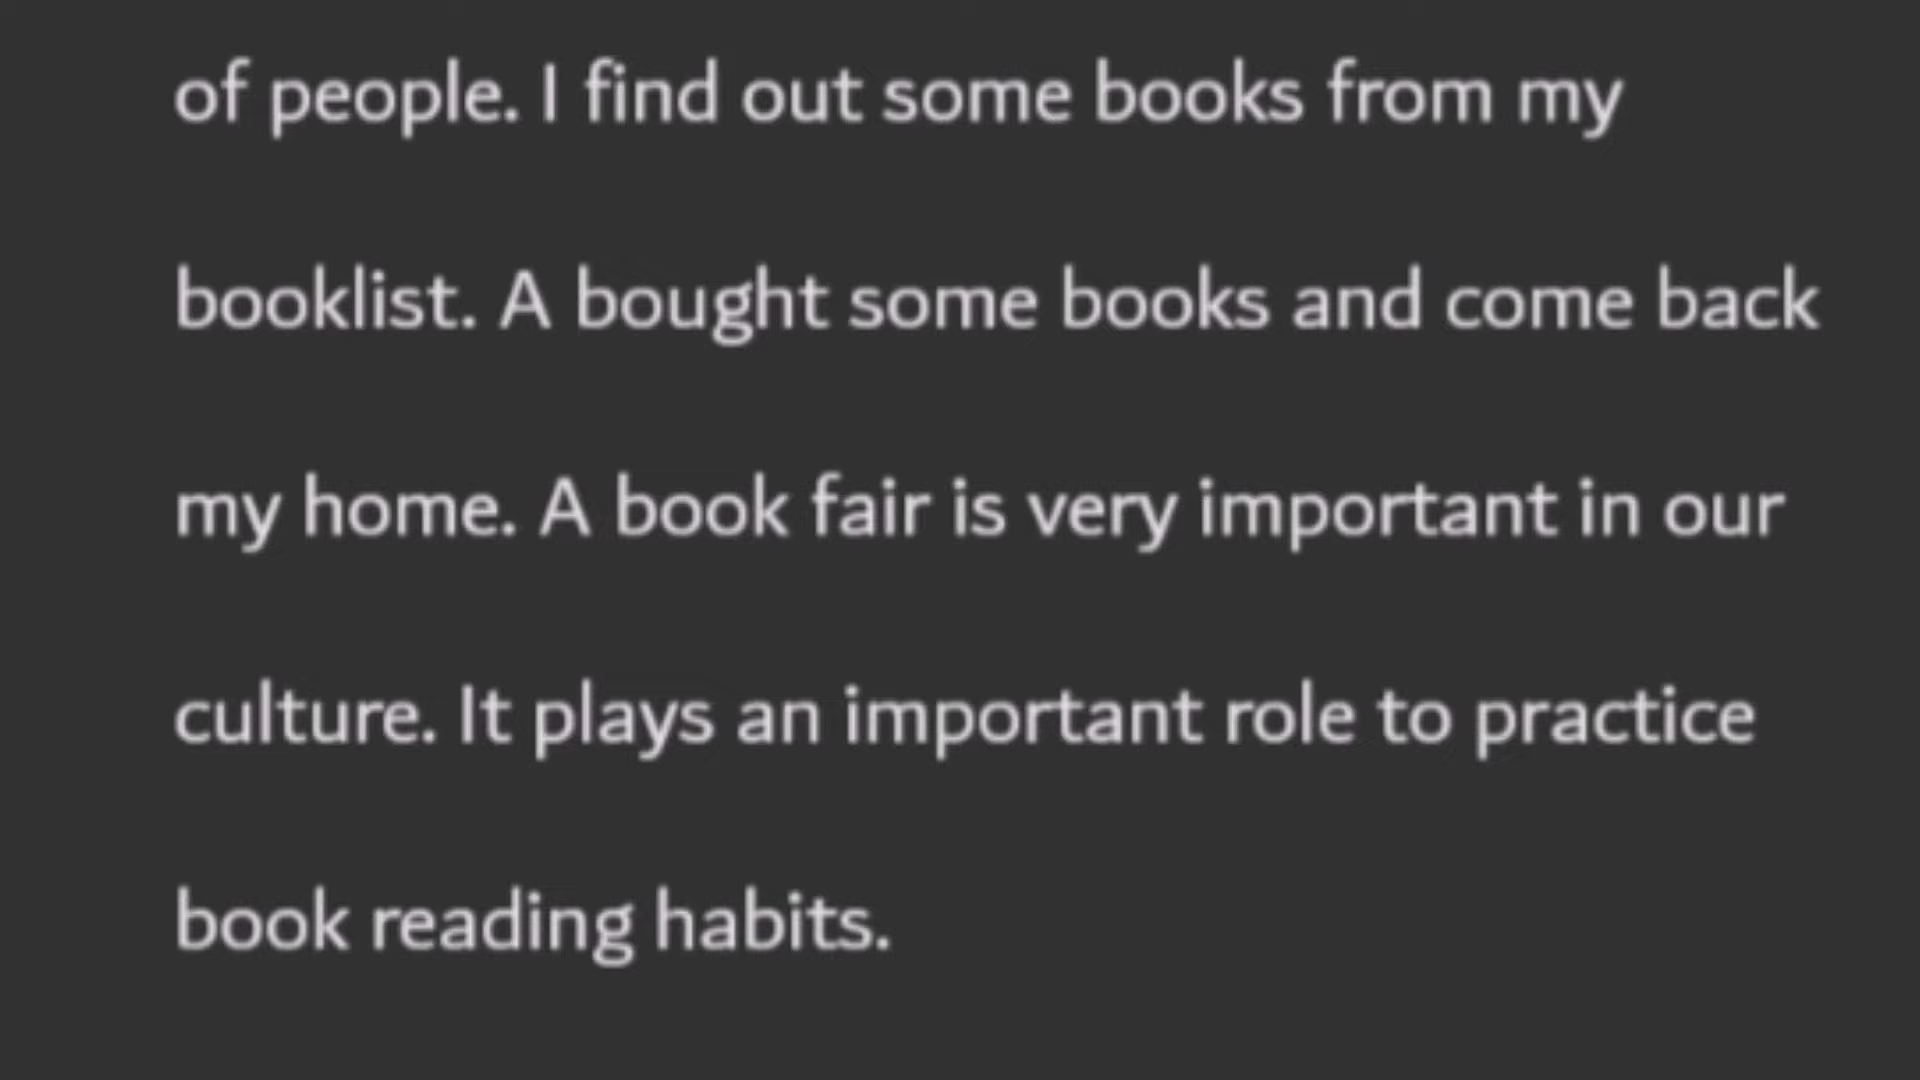 of people. I find out some books from my
booklist. A bought some books and come back
my home. A book fair is very important in our
culture. It plays an important role to practice
book reading habits.